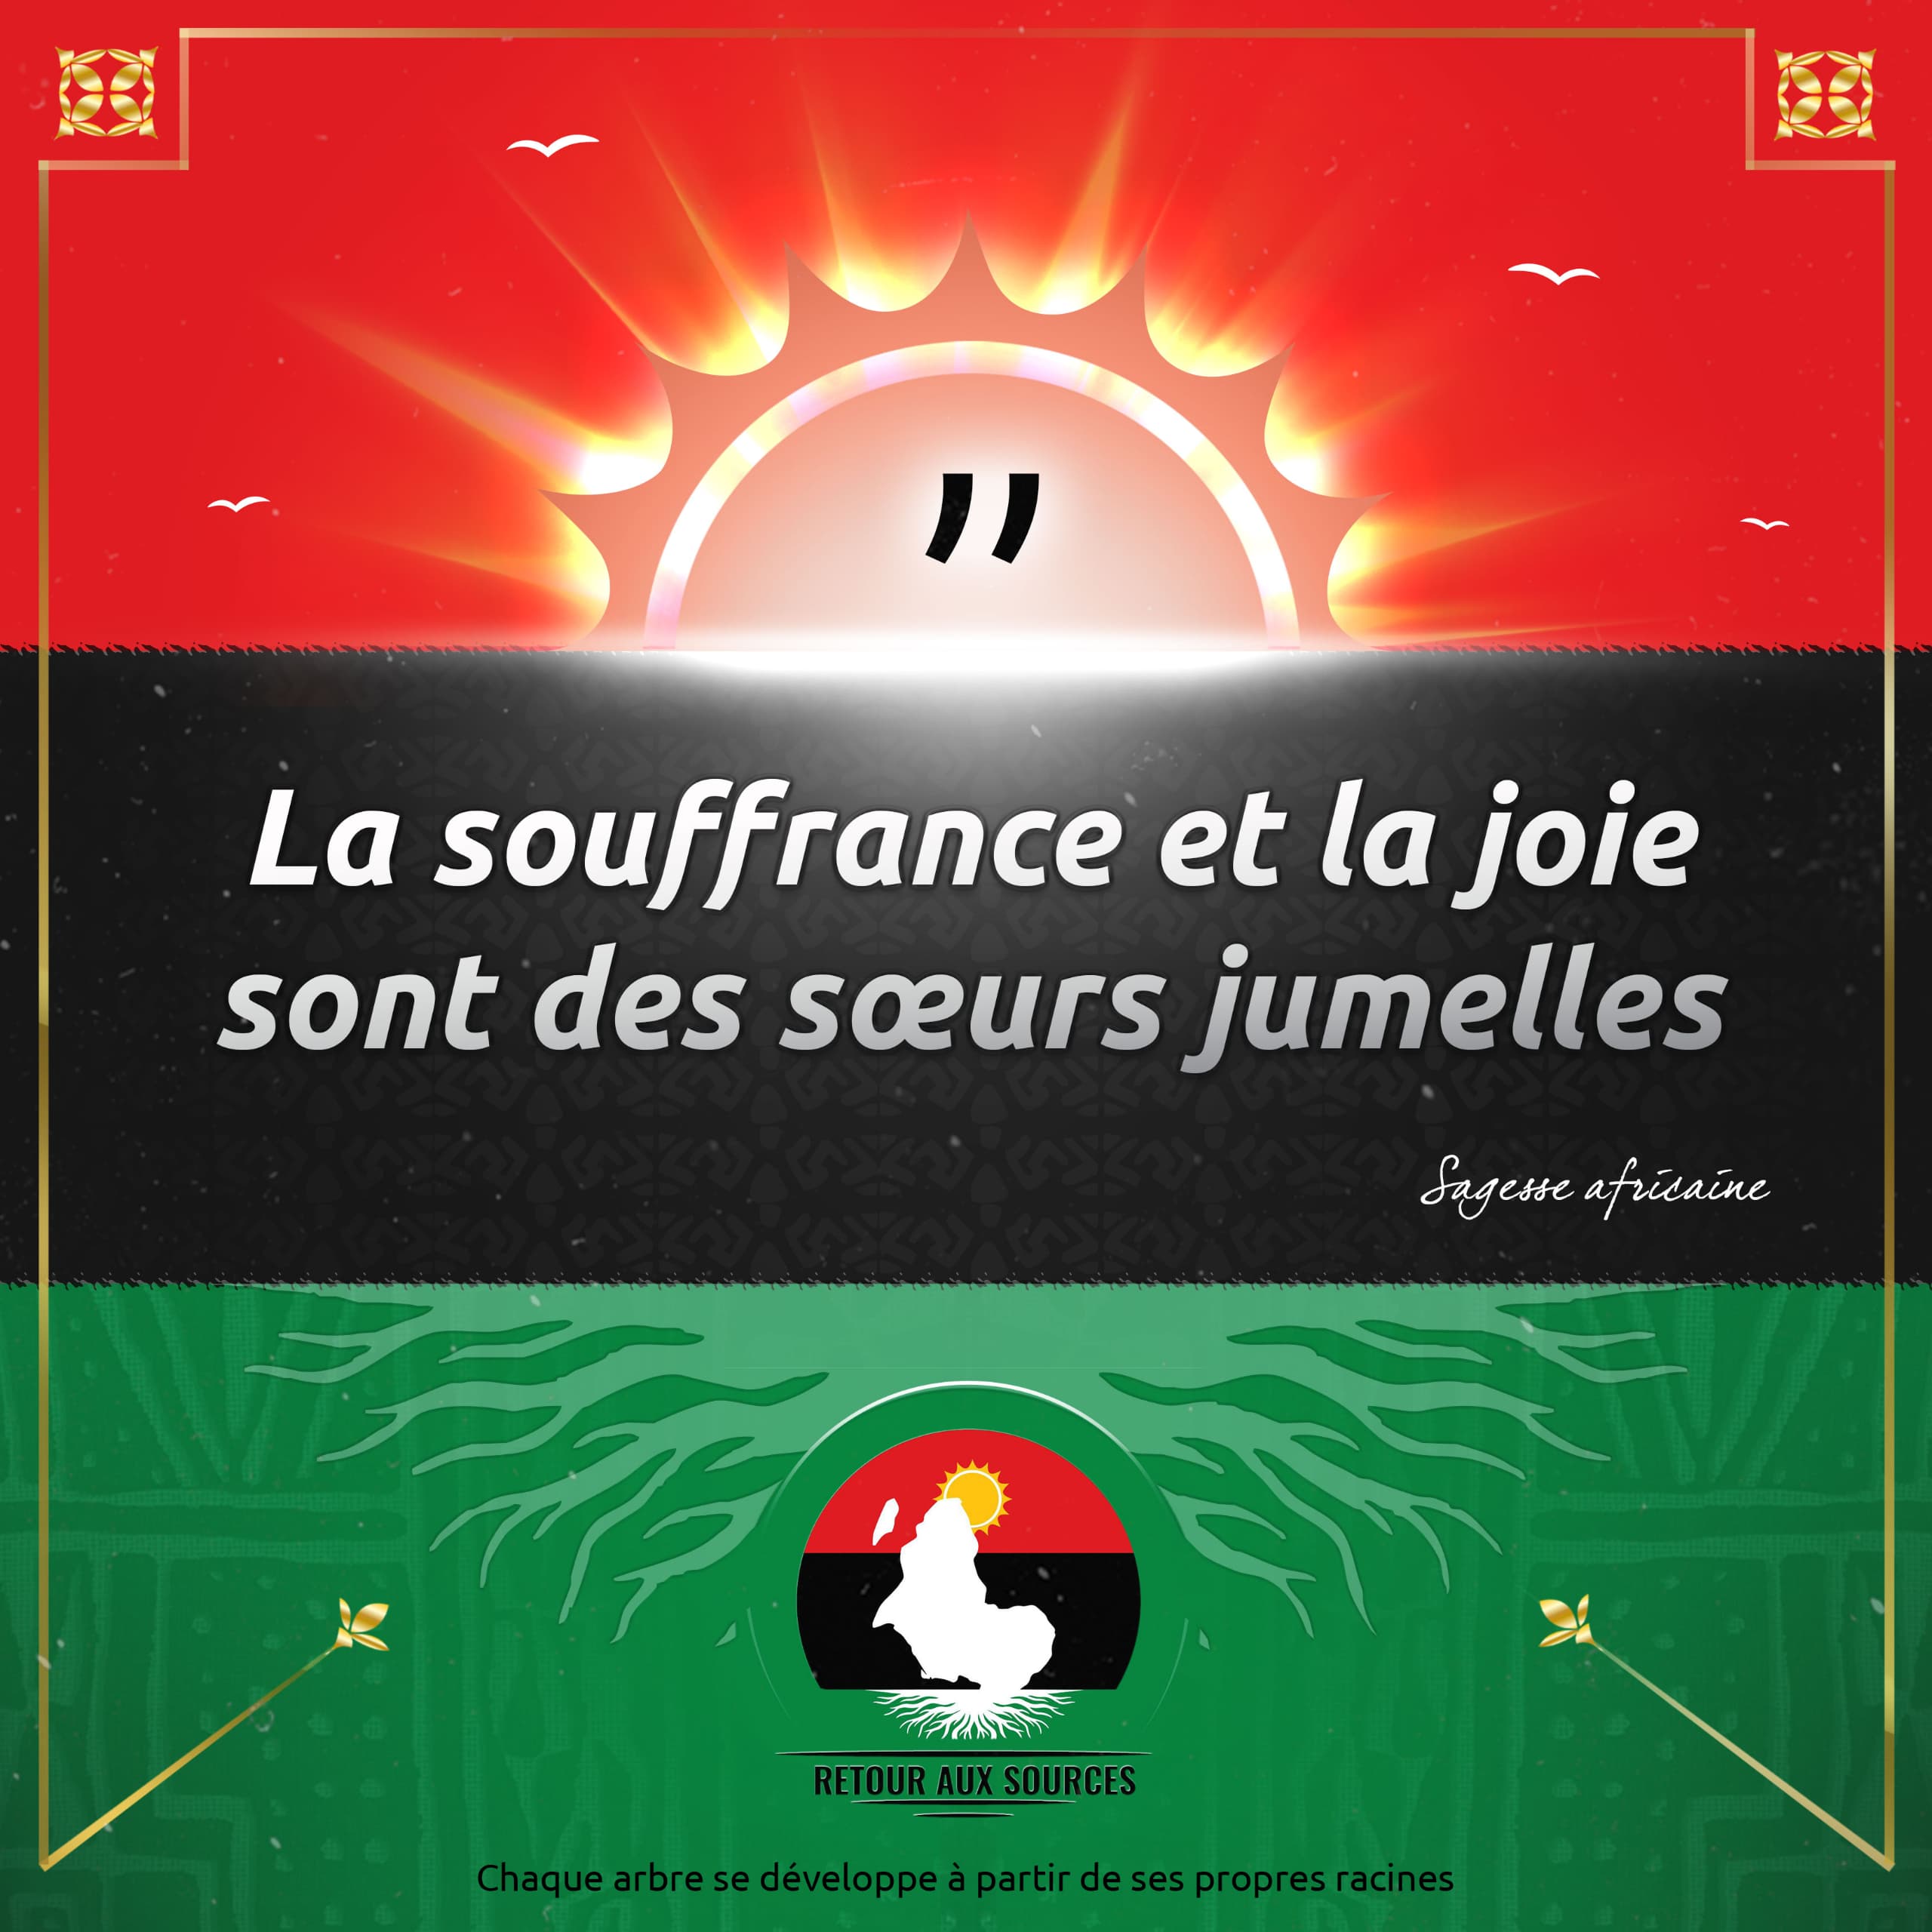 ”
La souffrance et la joie
sont des sœurs jumelles
Sagesse africaine
RETOUR AUX SOURCES
Chaque arbre se développe à partir de ses propres racines